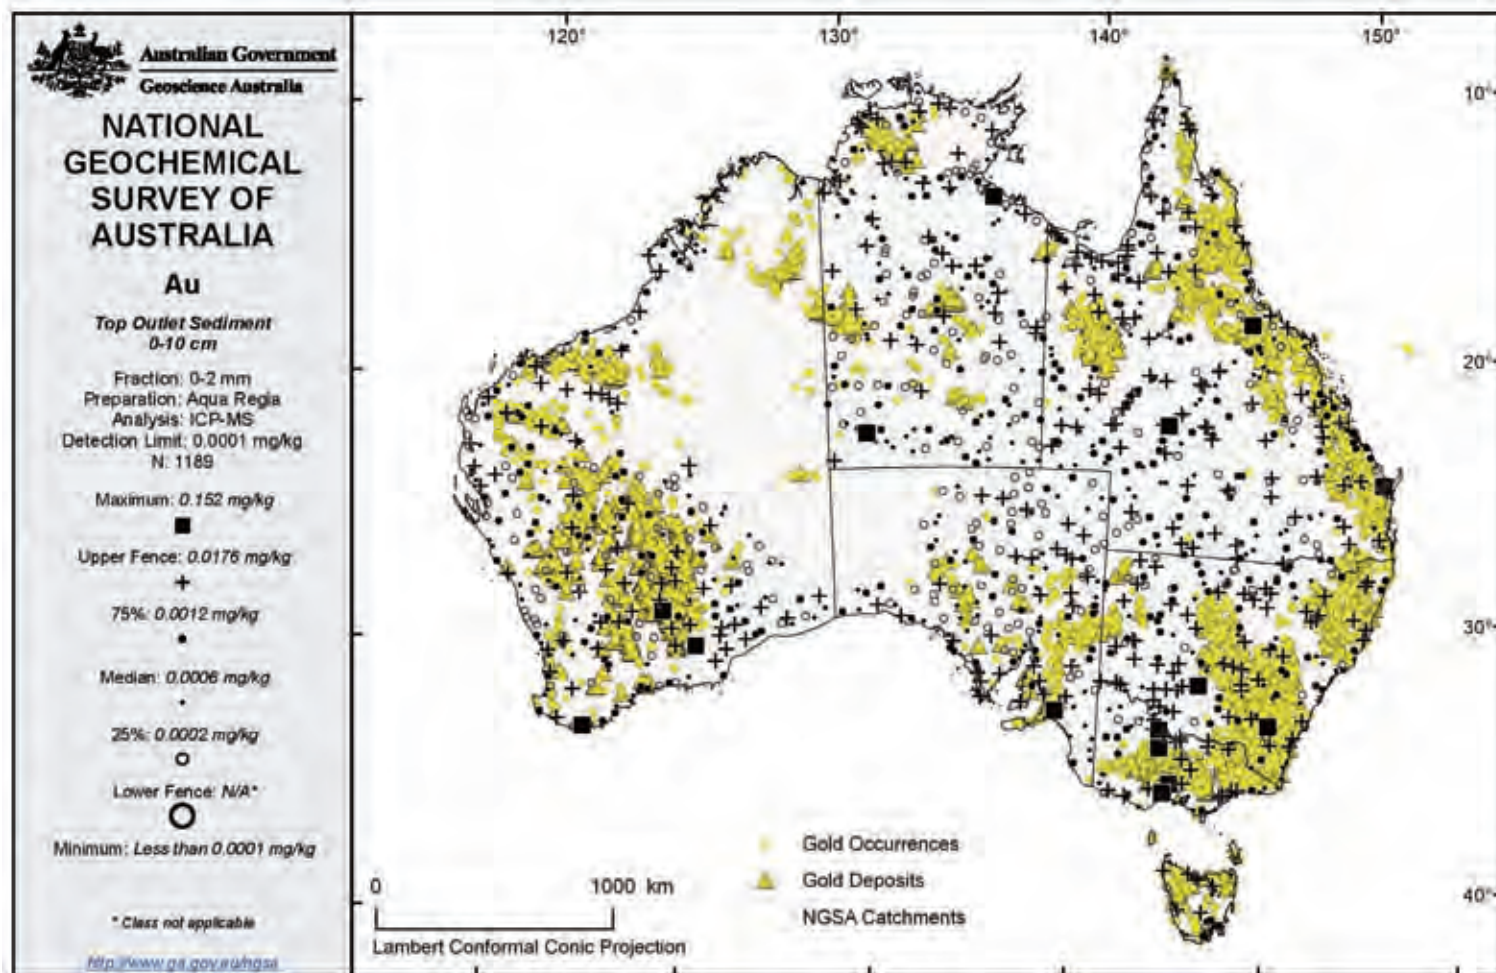 Australian Government
Geoscience Australia
NATIONAL
GEOCHEMICAL
SURVEY OF
AUSTRALIA
Au
Top Outlet Sediment
0-10 cm
Fraction: 0-2 mm
Preparation: Aqua Regia
Analysis: ICP-MS
Detection Limit: 0.0001 mg/kg
N: 1189
Maximum: 0.152 mg/kg
Upper Fence: 0.0176 mg/kg
75%: 0.0012 mg/kg
Median: 0.0006 mg/kg
25%: 0.0002 mg/kg
Lower Fence: N/A*
Minimum: Less than 0.0001 mg/kg
* Class not applicable
http://www.ga.gov.au/ngsa
120°
130°
140°
150°
10°
20°
30°
40°
Gold Occurrences
Gold Deposits
NGSA Catchments
0 1000 km
Lambert Conformal Conic Projection